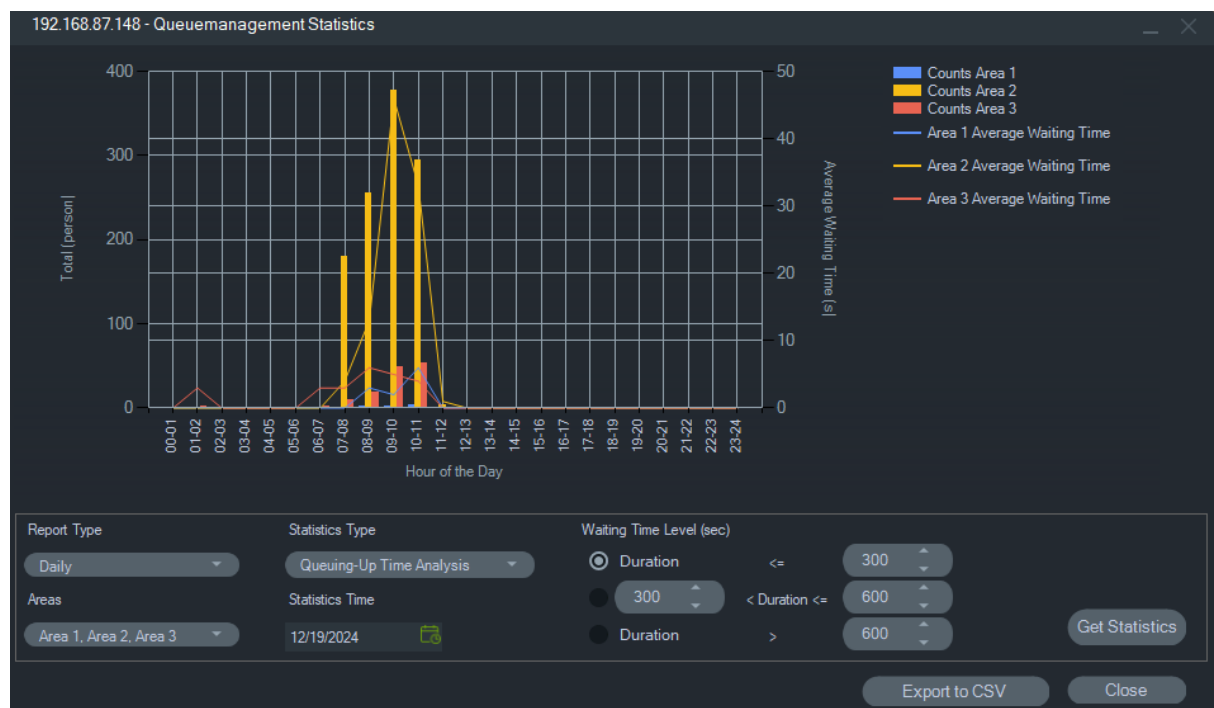 192.168.87.148 - Queuemanagement Statistics
400
300
200
100
0
Total [person]
50
40
30
20
10
0
Average Waiting Time [s]
00-01
01-02
02-03
03-04
04-05
05-06
06-07
07-08
08-09
09-10
10-11
11-12
12-13
13-14
14-15
15-16
16-17
17-18
18-19
19-20
20-21
21-22
22-23
23-24
Hour of the Day
Counts Area 1
Counts Area 2
Counts Area 3
Area 1 Average Waiting Time
Area 2 Average Waiting Time
Area 3 Average Waiting Time
Report Type
Statistics Type
Waiting Time Level (sec)
Daily
Queuing-Up Time Analysis
Duration <= 300
Areas
Statistics Time
300 < Duration <= 600
Area 1, Area 2, Area 3
12/19/2024
Duration > 600
Get Statistics
Export to CSV
Close